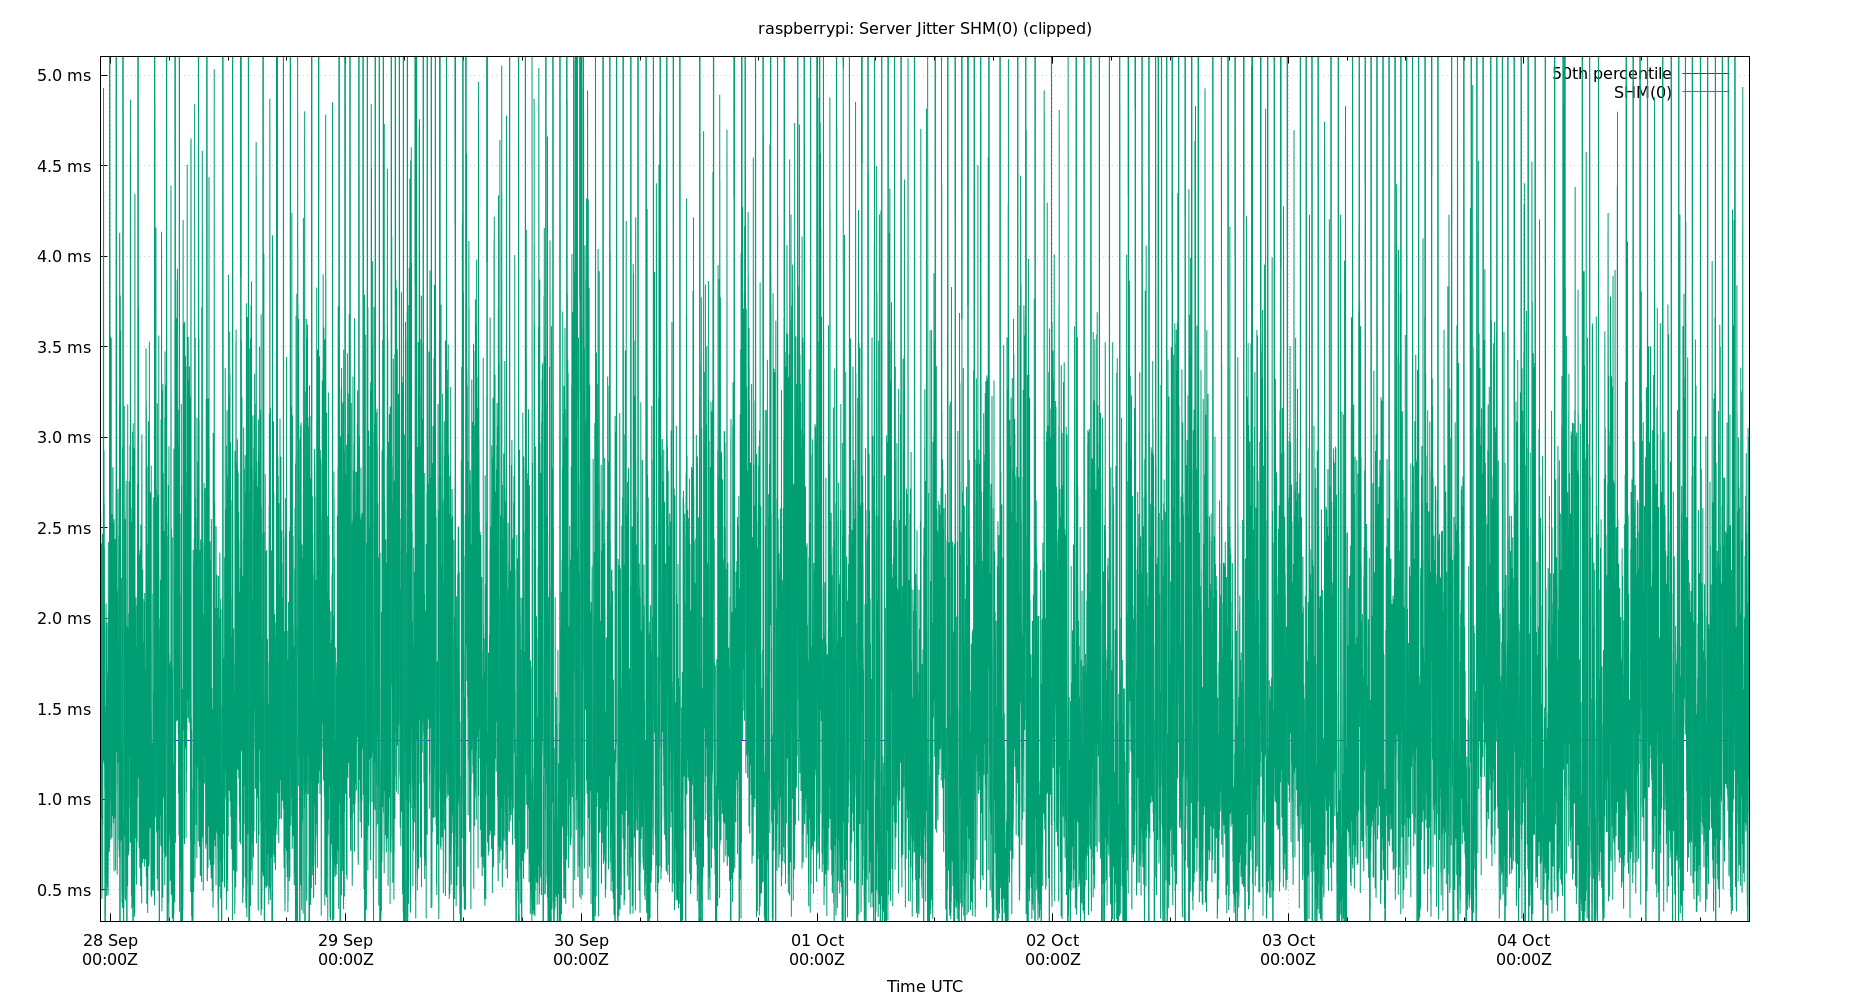 raspberrypi: Server Jitter SHM(0) (clipped)
50th percentile
SHM(0)
5.0 ms
4.5 ms
4.0 ms
3.5 ms
3.0 ms
2.5 ms
2.0 ms
1.5 ms
1.0 ms
0.5 ms
28 Sep 29 Sep 30 Sep 01 Oct 02 Oct 03 Oct 04 Oct
00:00Z 00:00Z 00:00Z 00:00Z 00:00Z 00:00Z 00:00Z
Time UTC